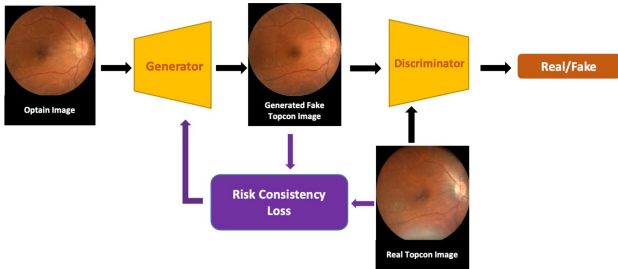 Optain Image
Generator
Generated Fake
Topcon Image
Discriminator
Real/Fake
Risk Consistency
Loss
Real Topcon Image